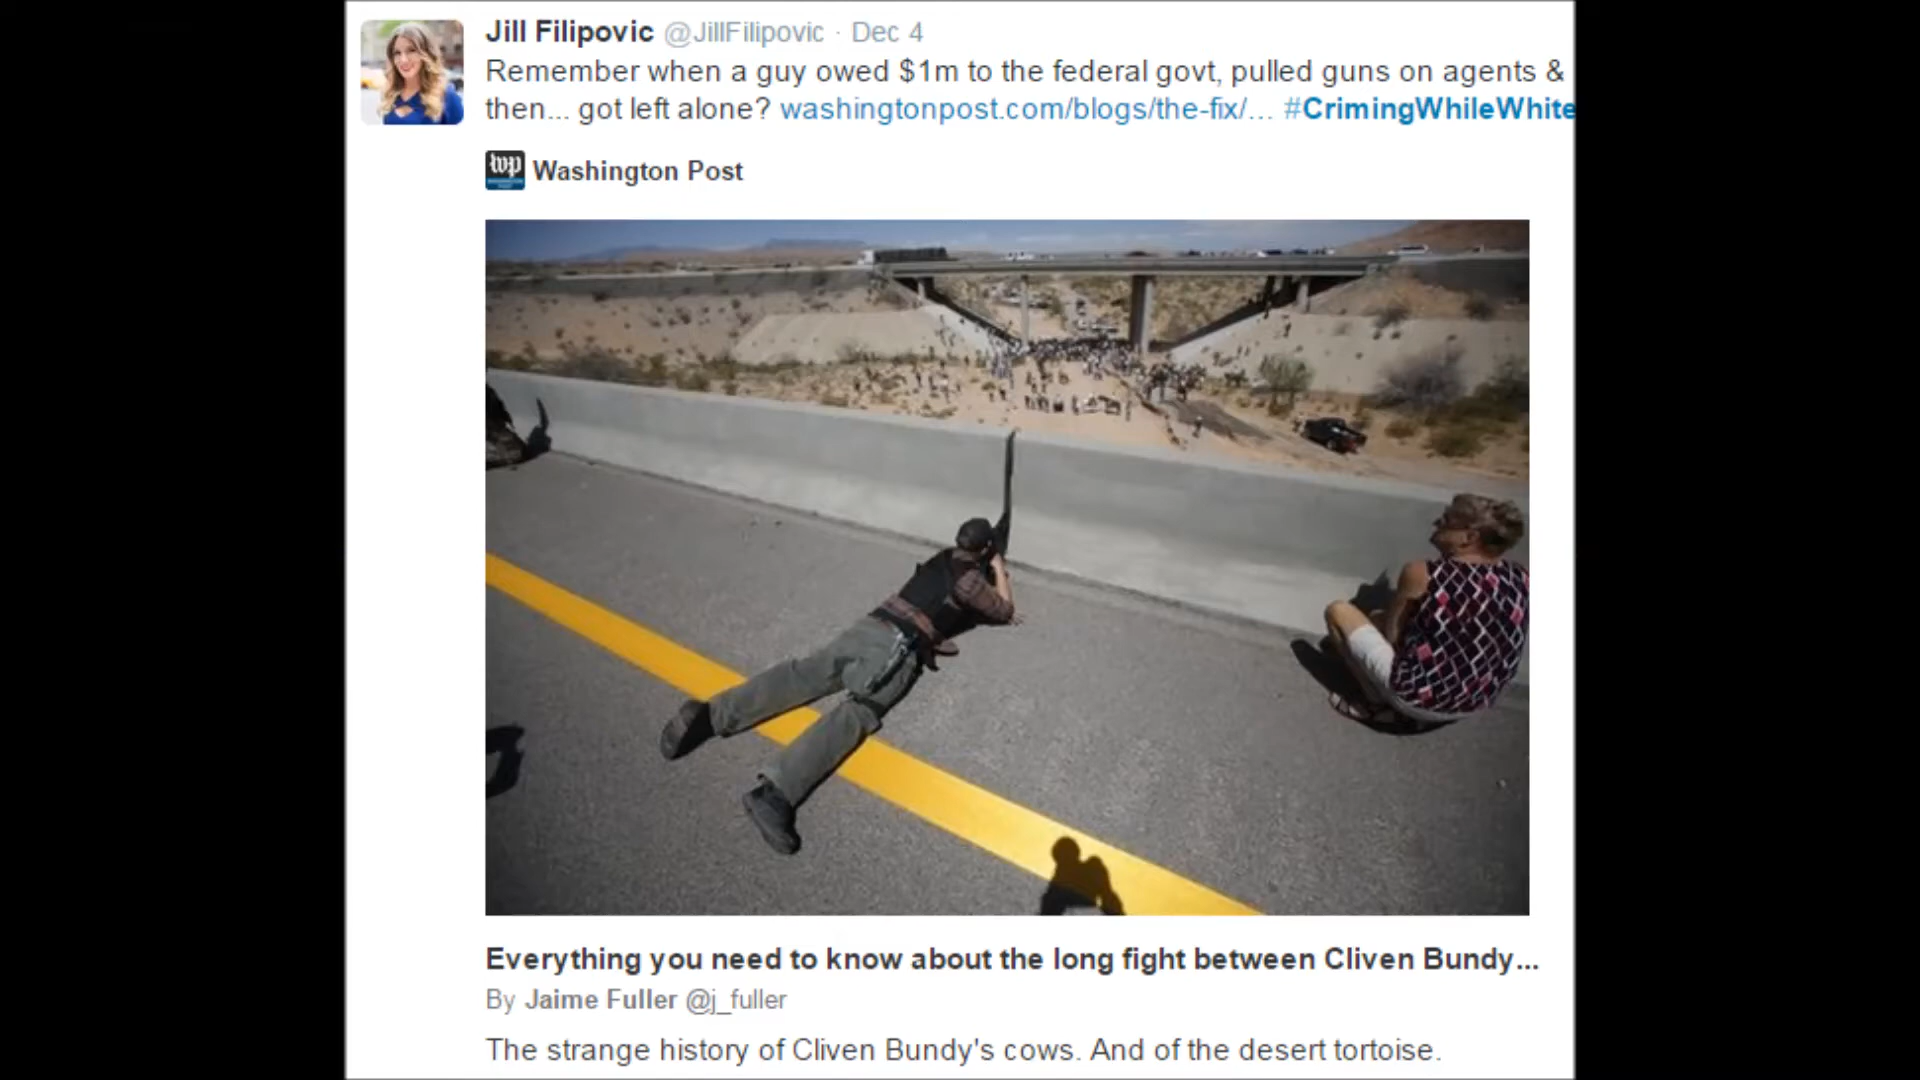 Jill Filipovic @JillFilipovic · Dec 4
Remember when a guy owed $1m to the federal govt, pulled guns on agents &
then... got left alone? washingtonpost.com/blogs/the-fix/... #CrimingWhileWhite
wp
Washington Post
Everything you need to know about the long fight between Cliven Bundy...
By Jaime Fuller @j_fuller
The strange history of Cliven Bundy's cows. And of the desert tortoise.